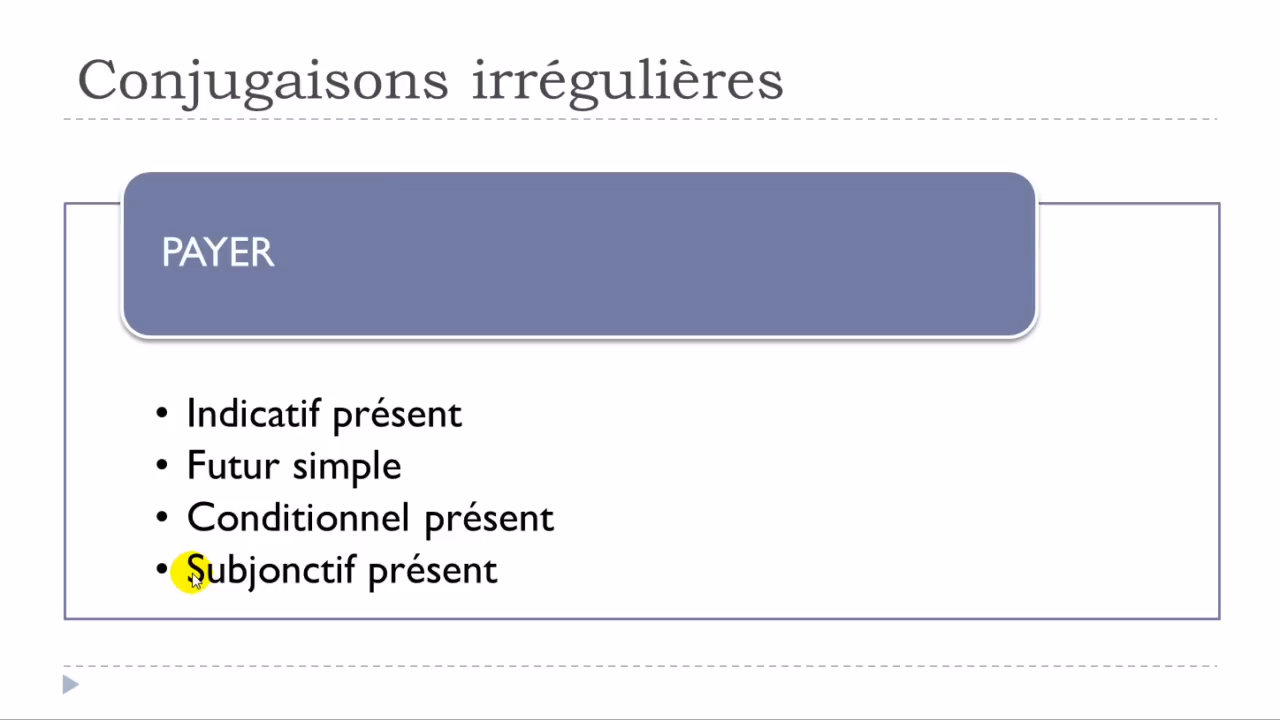 Conjugaisons irrégulières
PAYER
• Indicatif présent
• Futur simple
• Conditionnel présent
• Subjonctif présent